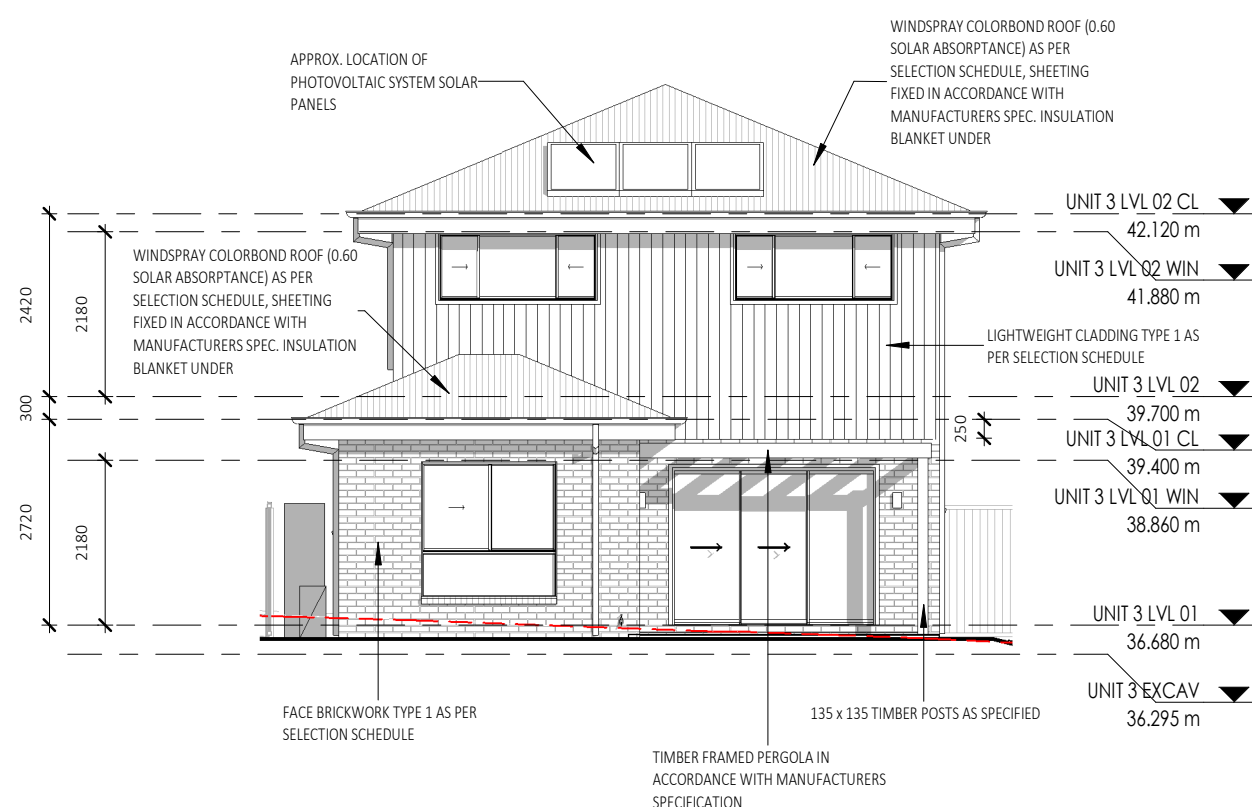 WINDSPRAY COLORBOND ROOF (0.60
SOLAR ABSORPTANCE) AS PER
SELECTION SCHEDULE, SHEETING
FIXED IN ACCORDANCE WITH
MANUFACTURERS SPEC. INSULATION
BLANKET UNDER
APPROX. LOCATION OF
PHOTOVOLTAIC SYSTEM SOLAR
PANELS
UNIT 3 LVL 02 CL
42.120 m
WINDSPRAY COLORBOND ROOF (0.60
SOLAR ABSORPTANCE) AS PER
SELECTION SCHEDULE, SHEETING
FIXED IN ACCORDANCE WITH
MANUFACTURERS SPEC. INSULATION
BLANKET UNDER
UNIT 3 LVL 02 WIN
41.880 m
2420
2180
LIGHTWEIGHT CLADDING TYPE 1 AS
PER SELECTION SCHEDULE
UNIT 3 LVL 02
39.700 m
300
250
UNIT 3 LVL 01 CL
39.400 m
UNIT 3 LVL 01 WIN
38.860 m
2720
2180
UNIT 3 LVL 01
36.680 m
UNIT 3 EXCAV
36.295 m
FACE BRICKWORK TYPE 1 AS PER
SELECTION SCHEDULE
135 x 135 TIMBER POSTS AS SPECIFIED
TIMBER FRAMED PERGOLA IN
ACCORDANCE WITH MANUFACTURERS
SPECIFICATION